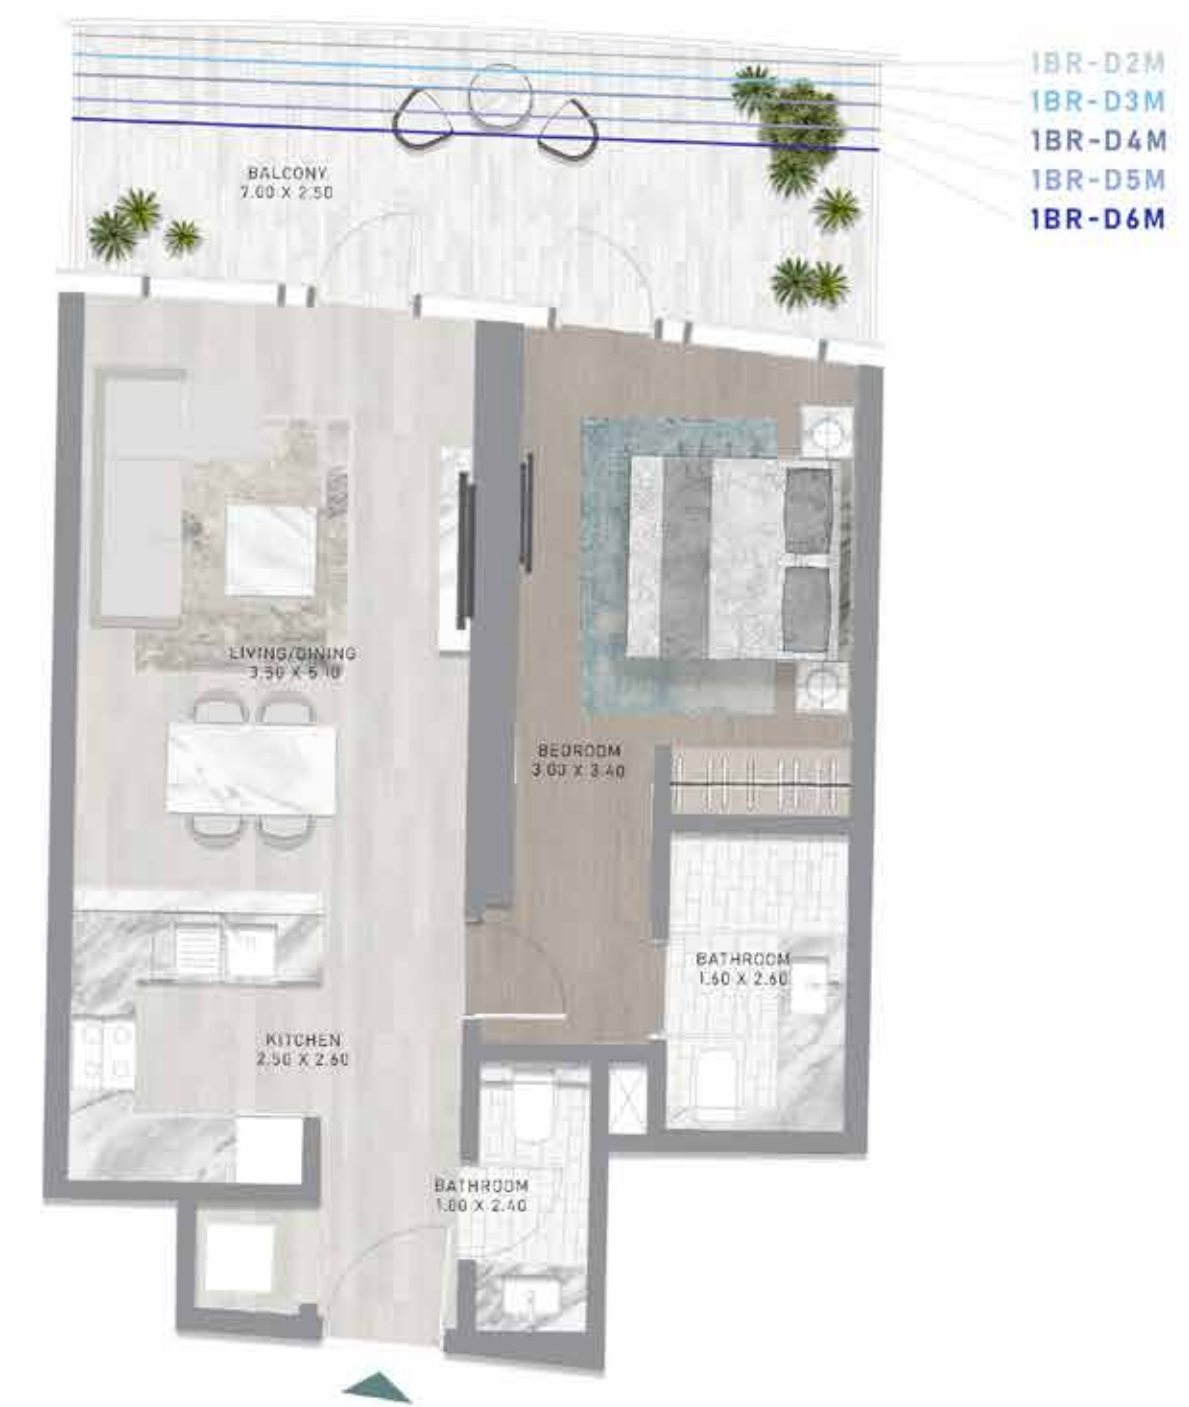 1BR-D2M
1BR-D3M
1BR-D4M
1BR-D5M
1BR-D6M
BALCONY
7.00 X 2.50
LIVING/DINING
3.50 X 5.10
BEDROOM
3.00 X 3.40
BATHROOM
1.60 X 2.60
KITCHEN
2.50 X 2.60
BATHROOM
X 2.40